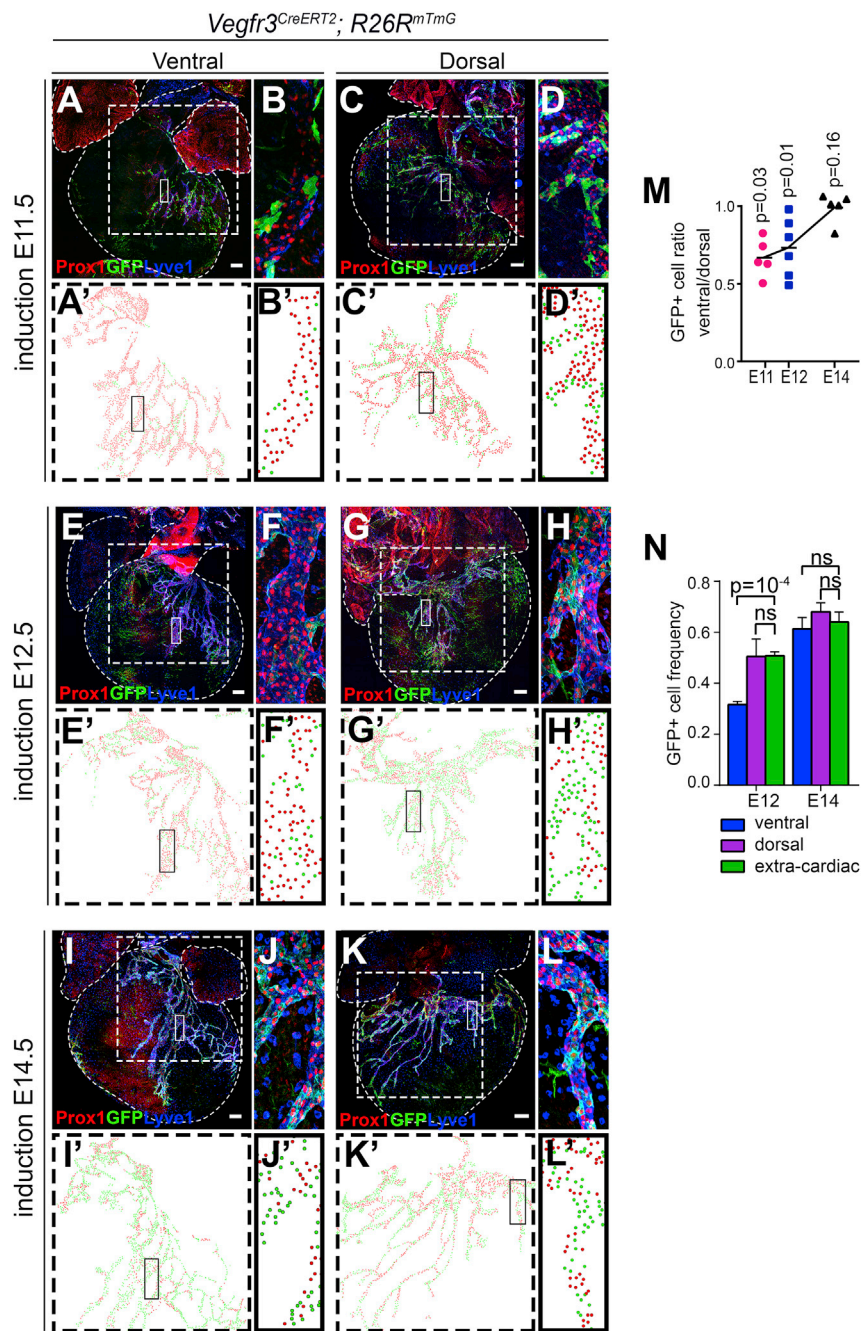 Vegfr3CreERT2; R26RmTmG
Ventral
Dorsal
induction E11.5
A
B
C
D
Prox1GFPLyve1
Prox1GFPLyve1
A’
B’
C’
D’
induction E12.5
E
F
G
H
Prox1GFPLyve1
Prox1GFPLyve1
E’
F’
G’
H’
induction E14.5
I
J
K
L
Prox1GFPLyve1
Prox1GFPLyve1
I’
J’
K’
L’
M
p=0.03
p=0.01
p=0.16
GFP+ cell ratio
ventral/dorsal
1.0
0.5
0.0
E11
E12
E14
N
ns
p=10-4
ns
ns
GFP+ cell frequency
0.8
0.6
0.4
0.2
0.0
E12
E14
ventral
dorsal
extra-cardiac